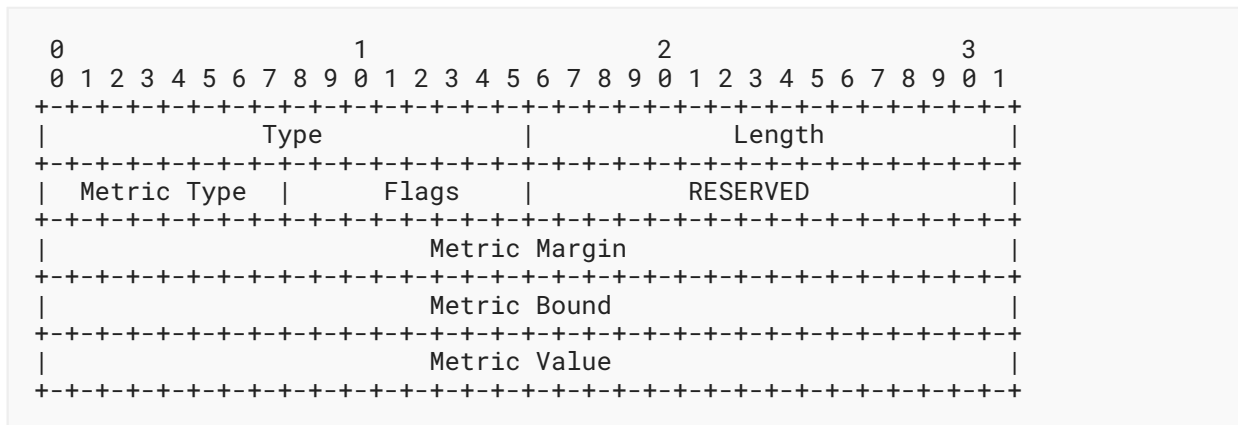 0                   1                   2                   3
 0 1 2 3 4 5 6 7 8 9 0 1 2 3 4 5 6 7 8 9 0 1 2 3 4 5 6 7 8 9 0 1
+-+-+-+-+-+-+-+-+-+-+-+-+-+-+-+-+-+-+-+-+-+-+-+-+-+-+-+-+-+-+-+-+
|              Type             |             Length            |
+-+-+-+-+-+-+-+-+-+-+-+-+-+-+-+-+-+-+-+-+-+-+-+-+-+-+-+-+-+-+-+-+
|  Metric Type  |      Flags    |          RESERVED             |
+-+-+-+-+-+-+-+-+-+-+-+-+-+-+-+-+-+-+-+-+-+-+-+-+-+-+-+-+-+-+-+-+
|                         Metric Margin                         |
+-+-+-+-+-+-+-+-+-+-+-+-+-+-+-+-+-+-+-+-+-+-+-+-+-+-+-+-+-+-+-+-+
|                         Metric Bound                          |
+-+-+-+-+-+-+-+-+-+-+-+-+-+-+-+-+-+-+-+-+-+-+-+-+-+-+-+-+-+-+-+-+
|                         Metric Value                          |
+-+-+-+-+-+-+-+-+-+-+-+-+-+-+-+-+-+-+-+-+-+-+-+-+-+-+-+-+-+-+-+-+